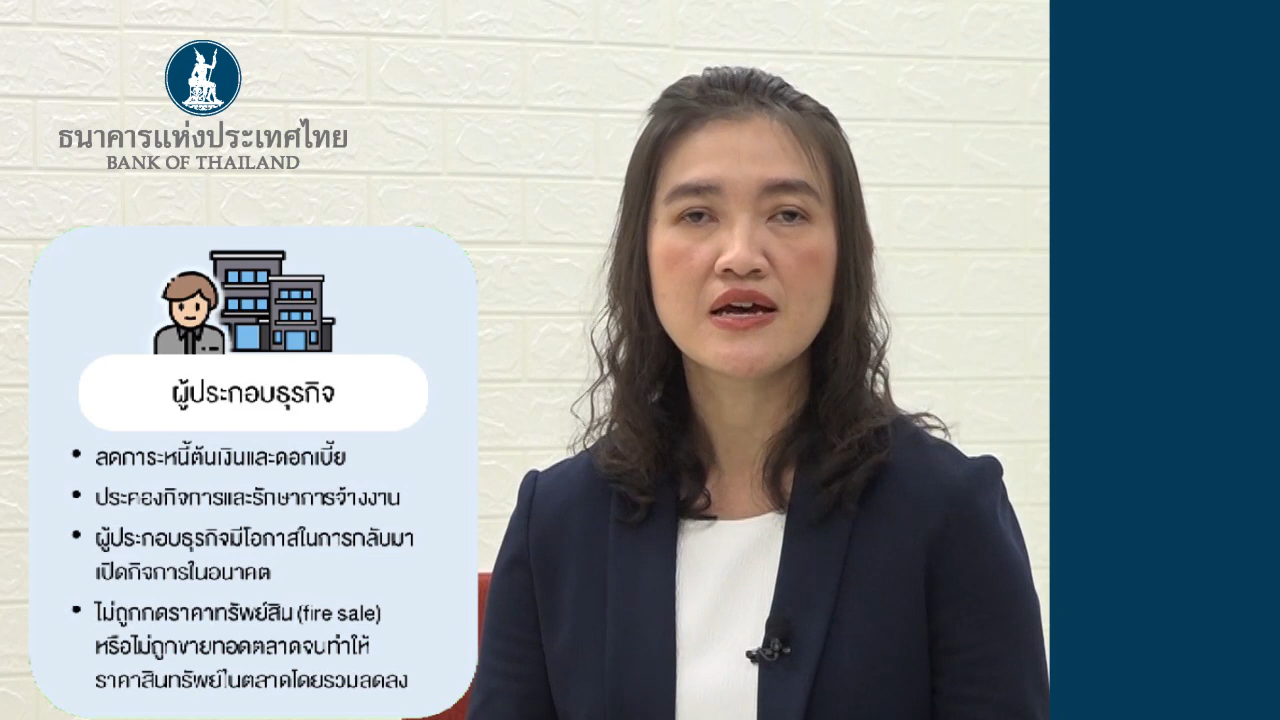 ธนาคารแห่งประเทศไทย
BANK OF THAILAND
ผู้ประกอบธุรกิจ
• ลดภาระหนี้ต้นเงินและดอกเบี้ย
• ประคองกิจการและรักษาการจ้างงาน
• ผู้ประกอบธุรกิจมีโอกาสในการกลับมา
เปิดกิจการในอนาคต
• ไม่ถูกกดราคาทรัพย์สิน (fire sale)
หรือไม่ถูกขายทอดตลาดจนทำให้
ราคาสินทรัพย์ในตลาดโดยรวมลดลง